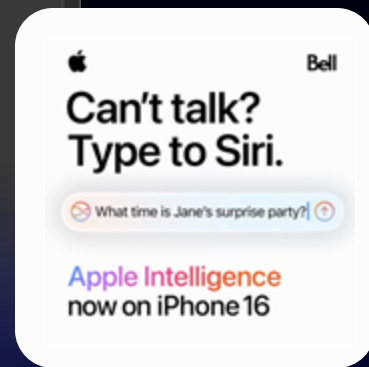 Bell
Can't talk?
Type to Siri.
What time is Jane's surprise party?
Apple Intelligence
now on iPhone 16